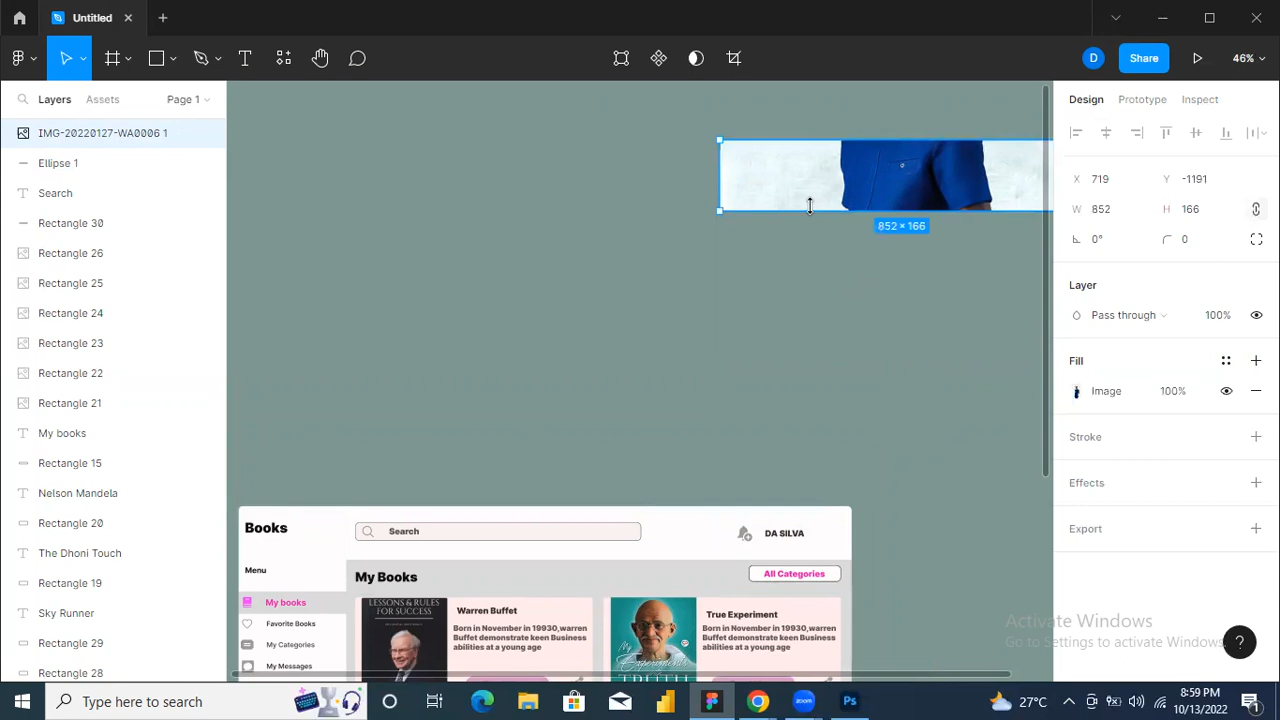 Untitled
D
Share
46%
Layers
Assets
Page 1
IMG-20220127-WA0006 1
Ellipse 1
Search
Rectangle 30
Rectangle 26
Rectangle 25
Rectangle 24
Rectangle 23
Rectangle 22
Rectangle 21
My books
Rectangle 15
Nelson Mandela
Rectangle 20
The Dhoni Touch
Rectangle 19
Sky Runner
Rectangle 29
Rectangle 28
852 × 166
Books
Search
DA SILVA
Menu
My Books
All Categories
My books
Favorite Books
My Categories
My Messages
LESSONS & RULES
FOR SUCCESS
Warren Buffet
Born in November in 19930,warren
Buffet demonstrate keen Business
abilities at a young age
My
Experiments
TRUTH
True Experiment
Born in November in 19930,warren
Buffet demonstrate keen Business
abilities at a young age
Design
Prototype
Inspect
X 719
Y -1191
W 852
H 166
0°
0
Layer
Pass through
100%
Fill
Image
100%
Stroke
Effects
Export
Activate Windows
Go to Settings to activate Windows.
?
Type here to search
zoom
Ps
27°C
8:59 PM
10/13/2022
1